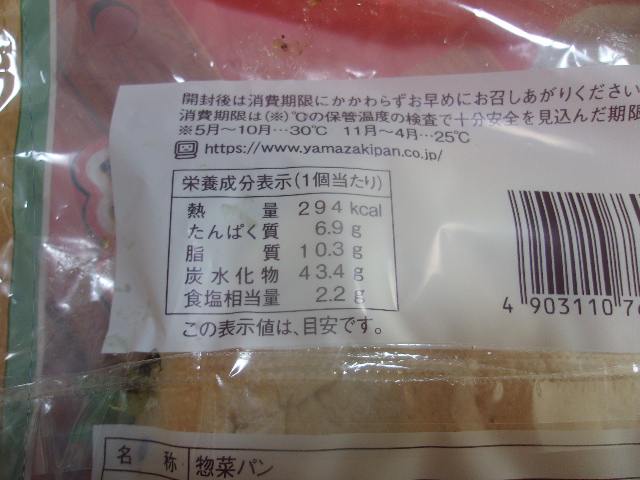 開封後は消費期限にかかわらずお早めにお召しあがりください
消費期限は(※)℃の保管温度の検査で十分安全を見込んだ期限
※5月〜10月…30℃ 11月〜4月…25℃
https://www.yamazakipan.co.jp/
栄養成分表示(1個当たり)
熱量 294kcal
たんぱく質 6.9g
脂質 10.3g
炭水化物 43.4g
食塩相当量 2.2g
この表示値は、目安です。
4 903110 7
名称 惣菜パン